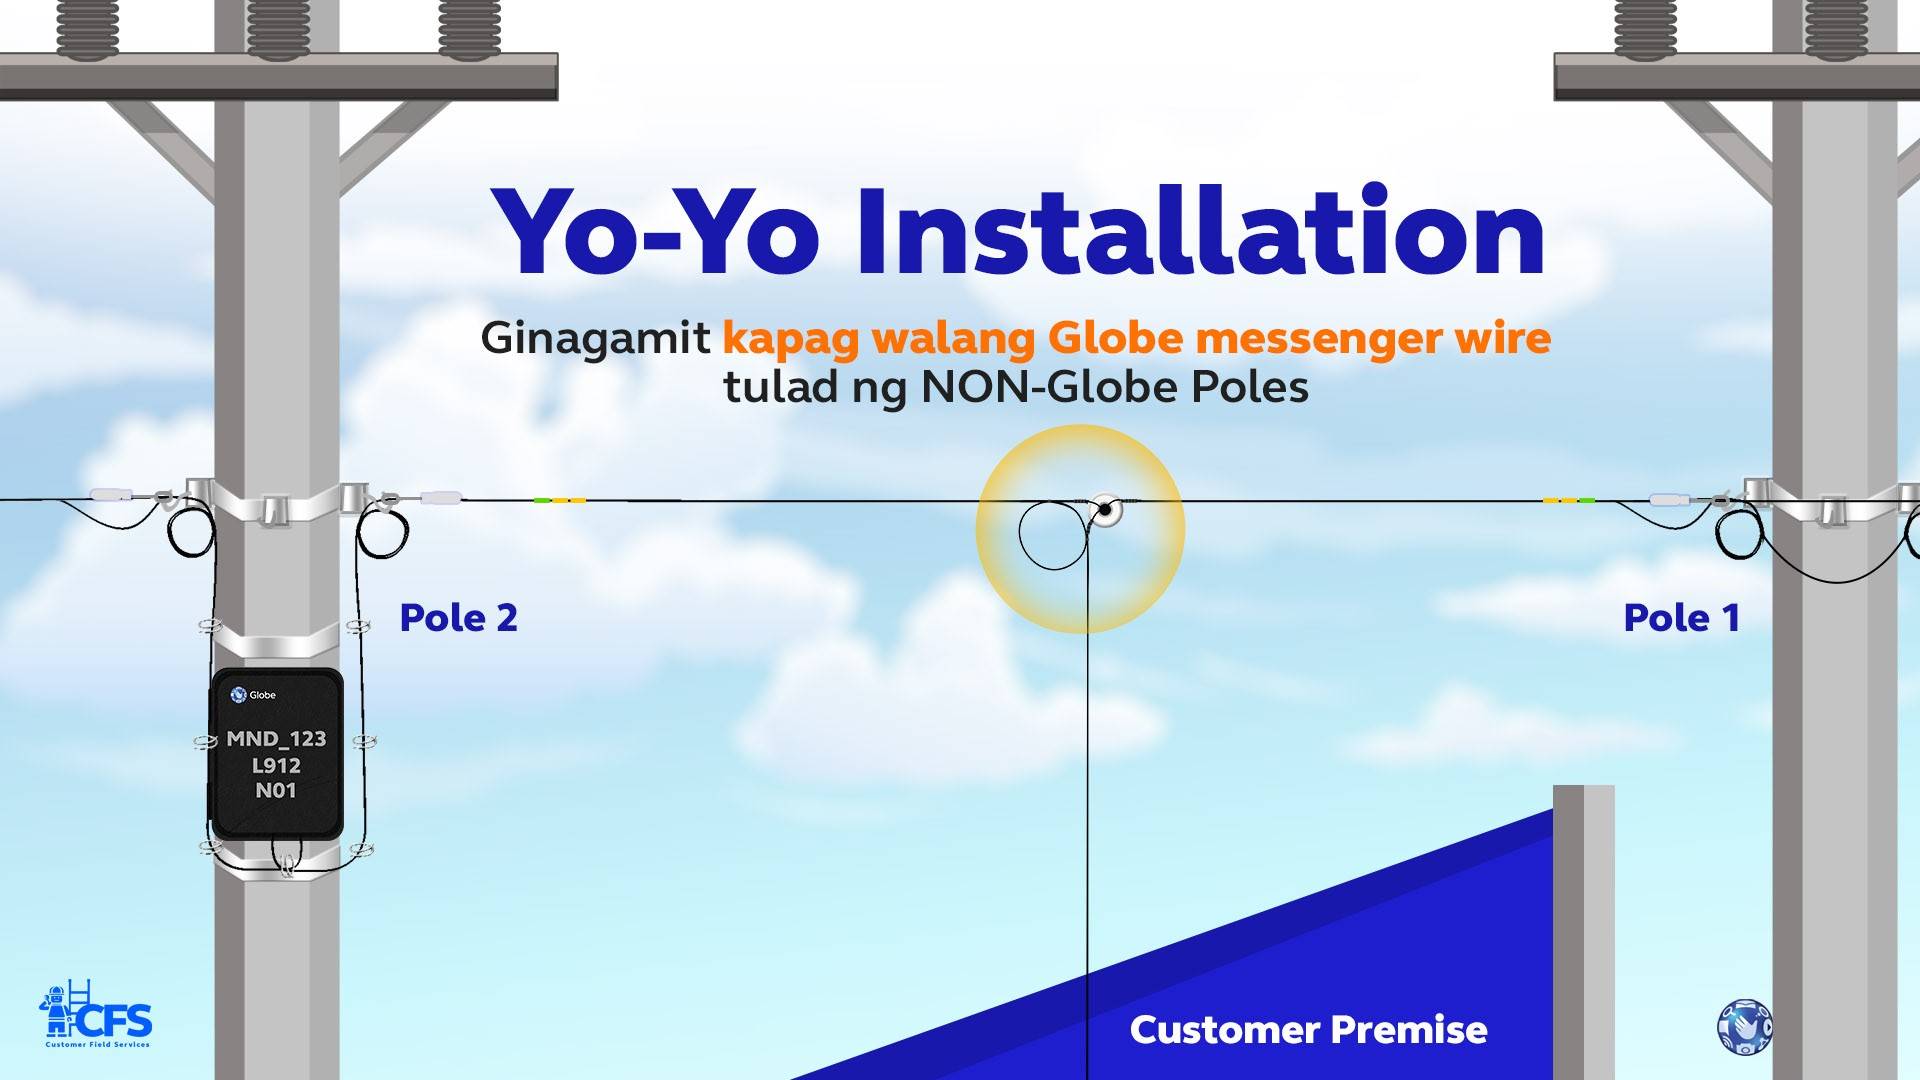 Yo-Yo Installation
Ginagamit kapag walang Globe messenger wire
tulad ng NON-Globe Poles
Pole 2
Pole 1
Globe
MND_123
L912
N01
Customer Premise
CFS
Customer Field Services